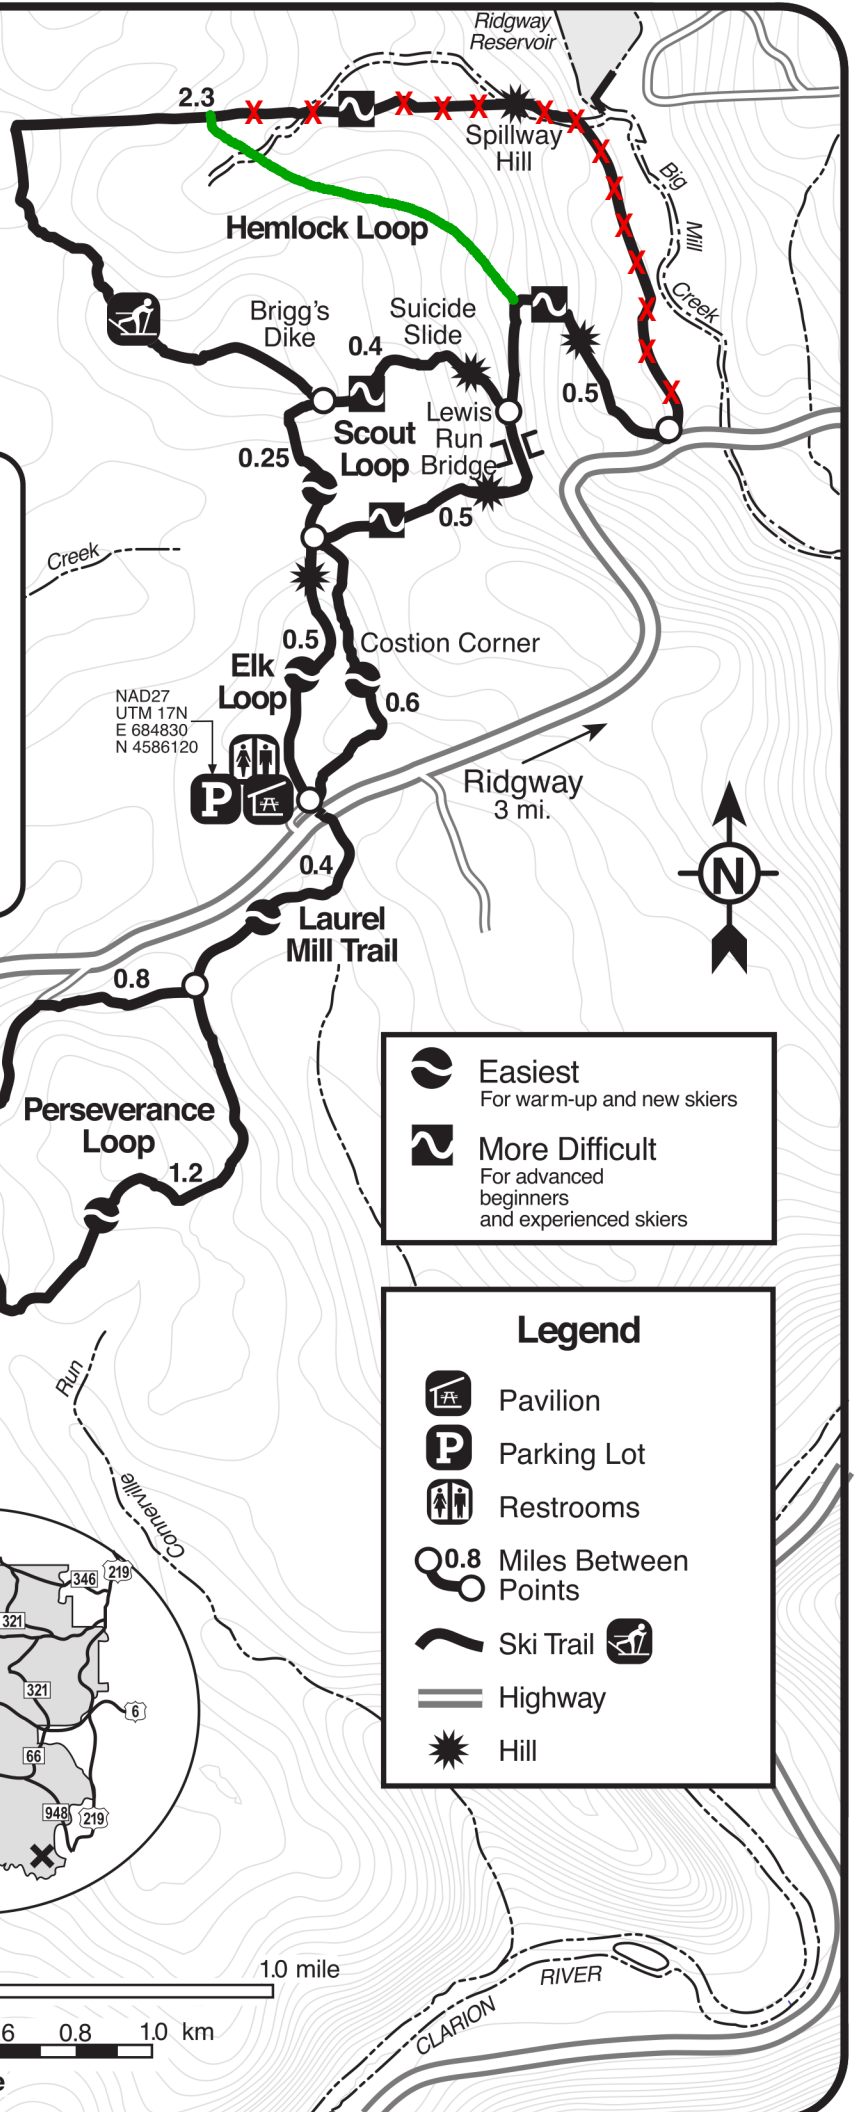 Ridgway
Reservoir
2.3
X X X X X X X X X X X X X X X
Spillway
Hill
Big
Mill
Creek
Hemlock Loop
Brigg's
Dike
Suicide
Slide
0.4
0.5
Lewis
Run
Bridge
Scout
Loop
0.25
0.5
Creek
0.5
Costion Corner
Elk
Loop
0.6
NAD27
UTM 17N
E 684830
N 4586120
P
Ridgway
3 mi.
0.4
N
Laurel
Mill Trail
0.8
Perseverance
Loop
1.2
Easiest
For warm-up and new skiers
More Difficult
For advanced
beginners
and experienced skiers
Legend
Pavilion
P Parking Lot
Restrooms
0.8 Miles Between
Points
Ski Trail
Highway
Hill
Run
Connerville
346
219
321
321
6
66
948
219
1.0 mile
6 0.8 1.0 km
e
RIVER
CLARION